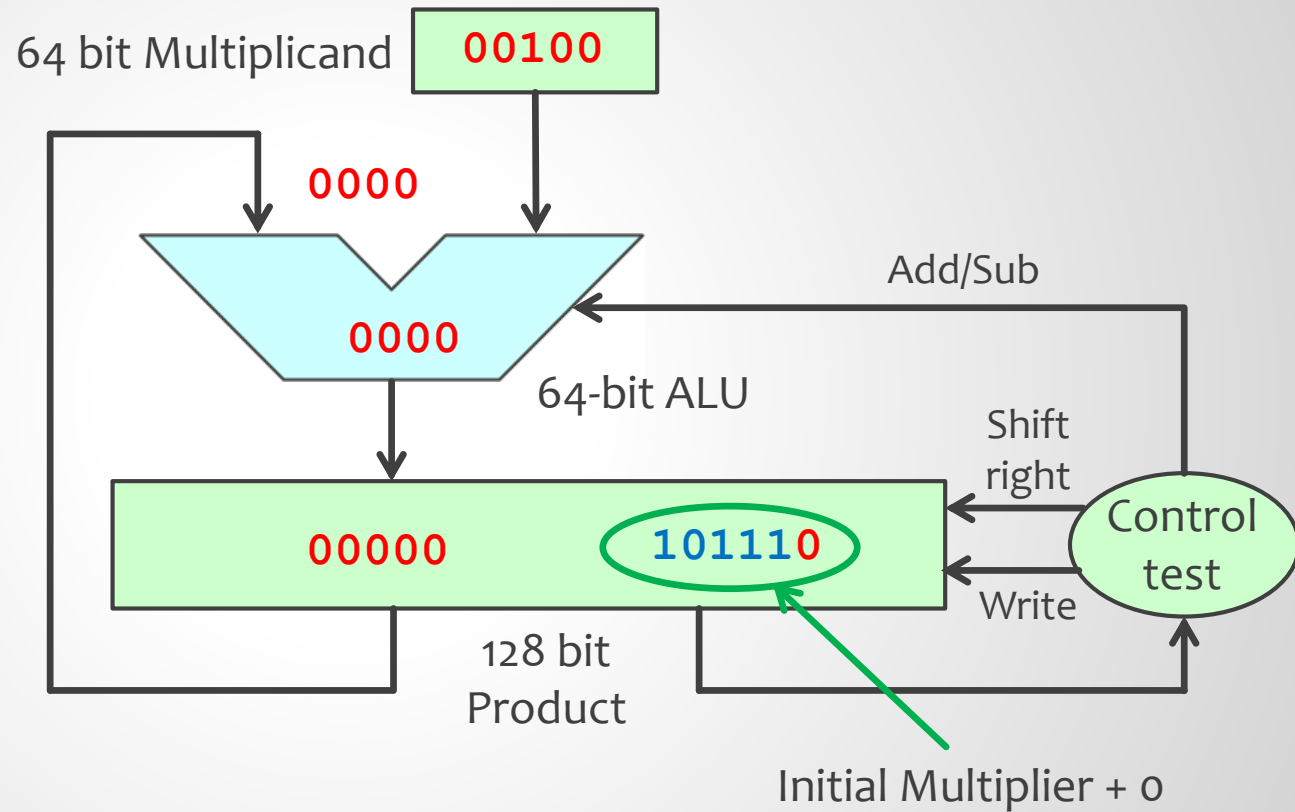 64 bit Multiplicand
00100
0000
Add/Sub
0000
64-bit ALU
Shift
right
Control
test
00000
101110
Write
128 bit
Product
Initial Multiplier + 0